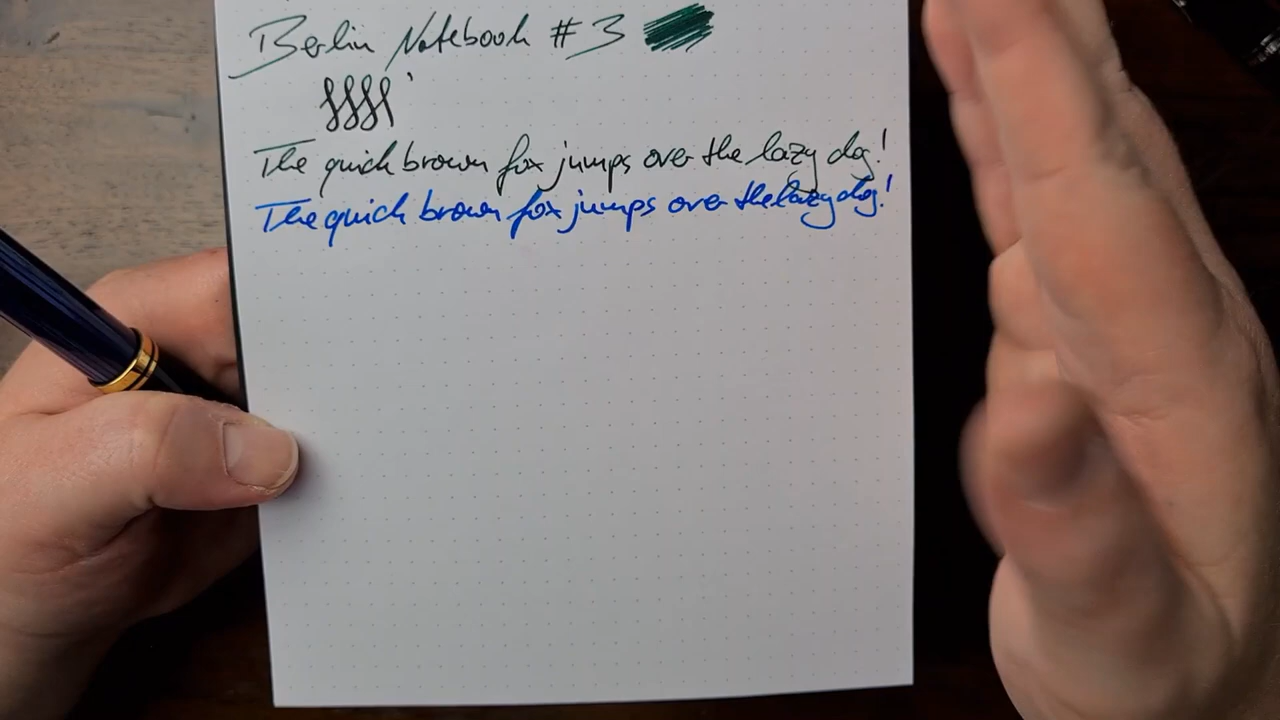 Berlin Notebook #3
The quick brown fox jumps over the lazy dog!
The quick brown fox jumps over the lazy dog!